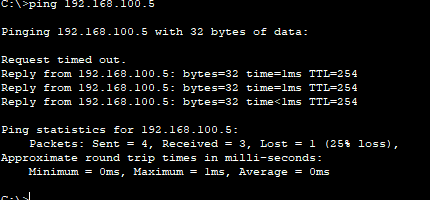 C:\>ping 192.168.100.5
Pinging 192.168.100.5 with 32 bytes of data:
Request timed out.
Reply from 192.168.100.5: bytes=32 time=1ms TTL=254
Reply from 192.168.100.5: bytes=32 time=1ms TTL=254
Reply from 192.168.100.5: bytes=32 time<1ms TTL=254
Ping statistics for 192.168.100.5:
    Packets: Sent = 4, Received = 3, Lost = 1 (25% loss),
Approximate round trip times in milli-seconds:
    Minimum = 0ms, Maximum = 1ms, Average = 0ms
C:\>